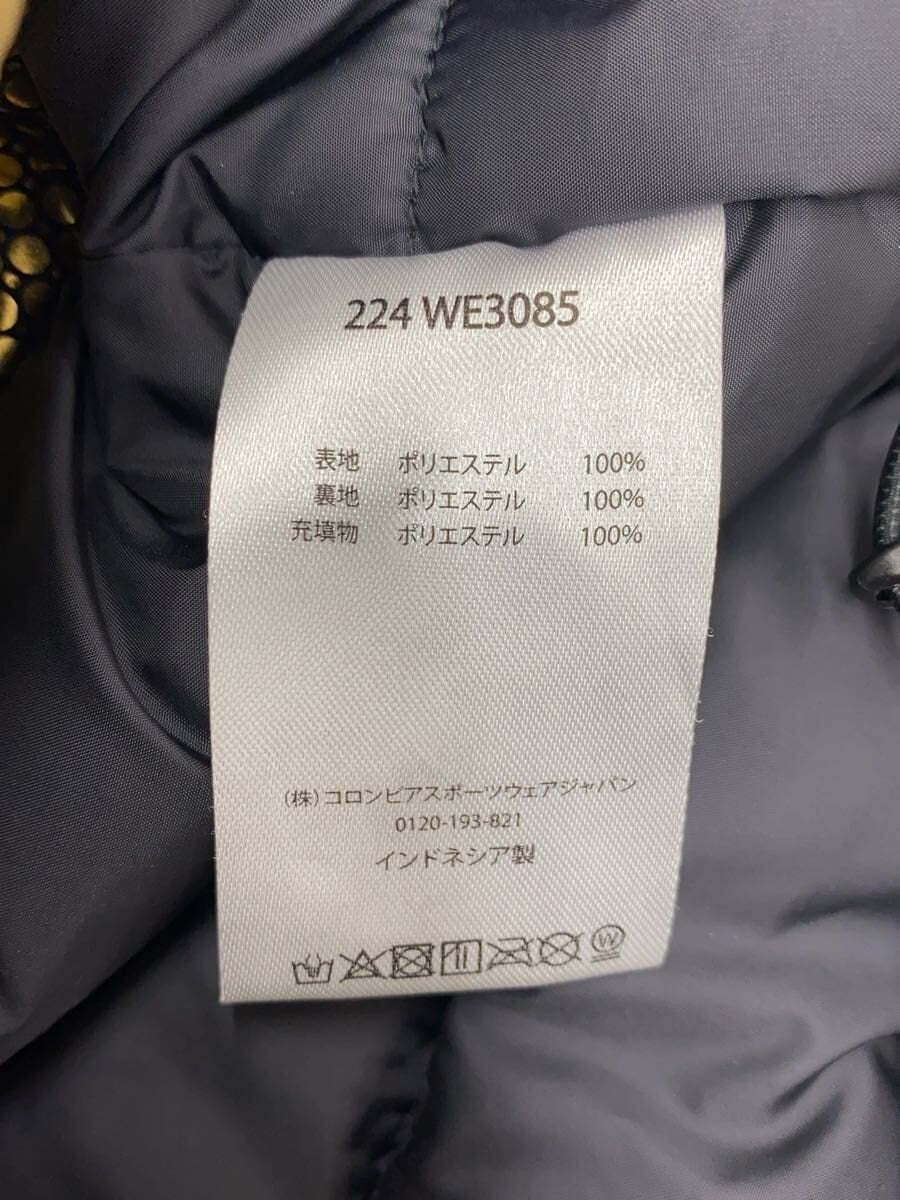 224 WE3085
表地 ポリエステル 100%
裏地 ポリエステル 100%
充填物 ポリエステル 100%
(株)コロンビアスポーツウェアジャパン
0120-193-821
インドネシア製
W